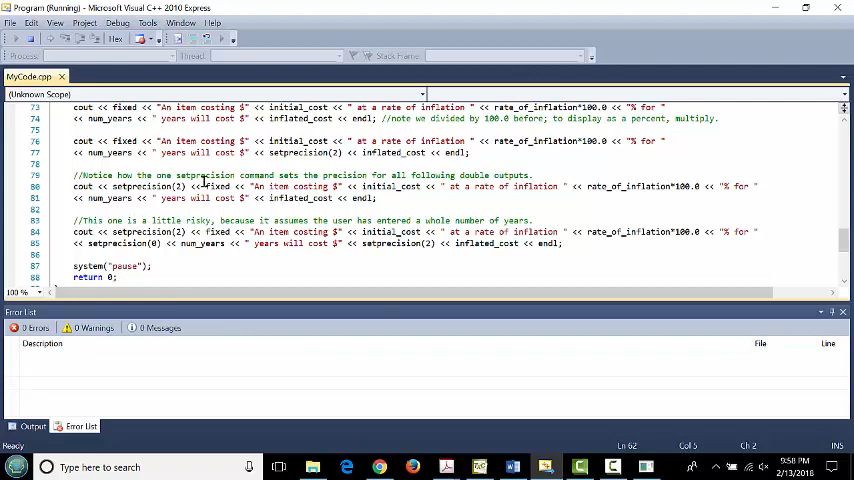 Program (Running) - Microsoft Visual C++ 2010 Express
File Edit View Project Debug Tools Window Help
Hex
Process: Thread: Stack Frame:
MyCode.cpp
(Unknown Scope)
73 cout << fixed << "An item costing $" << initial_cost << " at a rate of inflation " << rate_of_inflation*100.0 << "% for "
74 << num_years << " years will cost $" << inflated_cost << endl; //note we divided by 100.0 before; to display as a percent, multiply.
75
76 cout << fixed << "An item costing $" << initial_cost << " at a rate of inflation " << rate_of_inflation*100.0 << "% for "
77 << num_years << " years will cost $" << setprecision(2) << inflated_cost << endl;
78
79 //Notice how the one setprecision command sets the precision for all following double outputs.
80 cout << setprecision(2) << fixed << "An item costing $" << initial_cost << " at a rate of inflation " << rate_of_inflation*100.0 << "% for "
81 << num_years << " years will cost $" << inflated_cost << endl;
82
83 //This one is a little risky, because it assumes the user has entered a whole number of years.
84 cout << setprecision(2) << fixed << "An item costing $" << initial_cost << " at a rate of inflation " << rate_of_inflation*100.0 << "% for "
85 << setprecision(0) << num_years << " years will cost $" << setprecision(2) << inflated_cost << endl;
86
87 system("pause");
88 return 0;
100 %
Error List
0 Errors 0 Warnings 0 Messages
Description File Line
Output Error List
Ready Ln 62 Col 5 Ch 2 INS
Type here to search
9:58 PM
2/13/2018